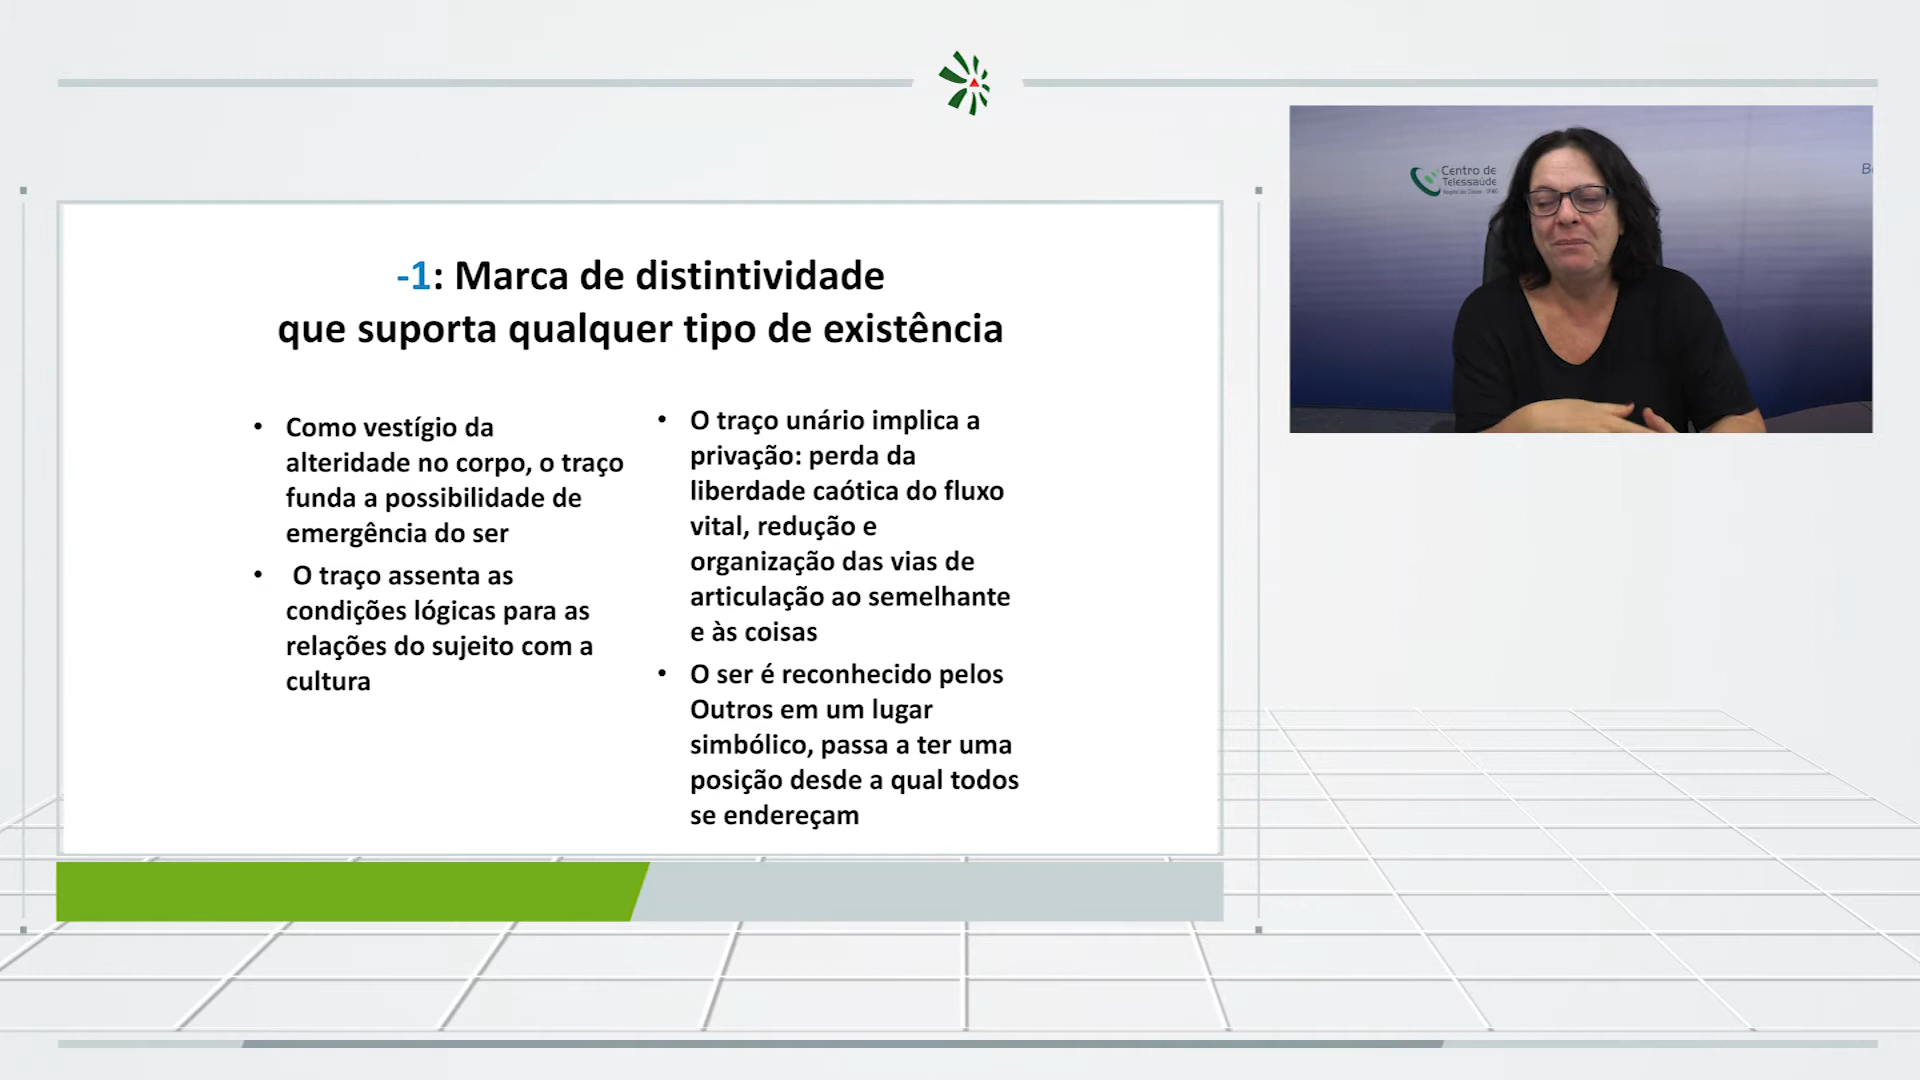 -1: Marca de distintividade
que suporta qualquer tipo de existência
• Como vestígio da
alteridade no corpo, o traço
funda a possibilidade de
emergência do ser
• O traço assenta as
condições lógicas para as
relações do sujeito com a
cultura
• O traço unário implica a
privação: perda da
liberdade caótica do fluxo
vital, redução e
organização das vias de
articulação ao semelhante
e às coisas
• O ser é reconhecido pelos
Outros em um lugar
simbólico, passa a ter uma
posição desde a qual todos
se endereçam
Centro de
Telessaúde